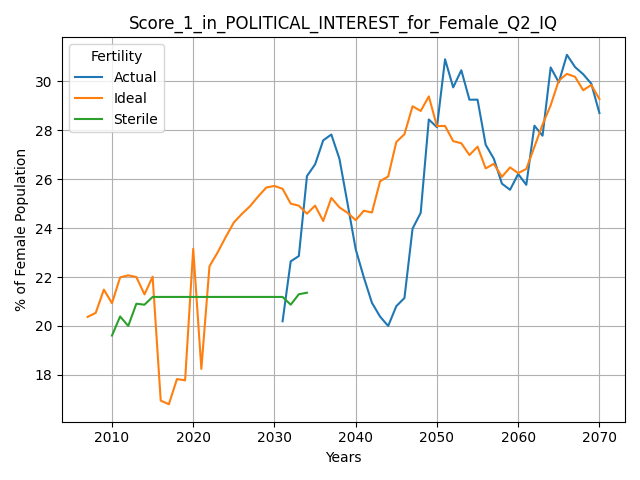 Score_1_in_POLITICAL_INTEREST_for_Female_Q2_IQ
Fertility
Actual
Ideal
Sterile
% of Female Population
30
28
26
24
22
20
18
2010 2020 2030 2040 2050 2060 2070
Years